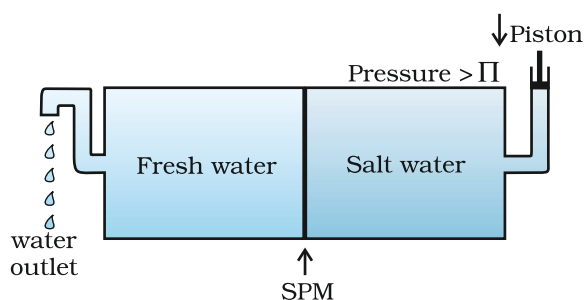 Piston
Pressure > Π
Fresh water
Salt water
water
outlet
SPM